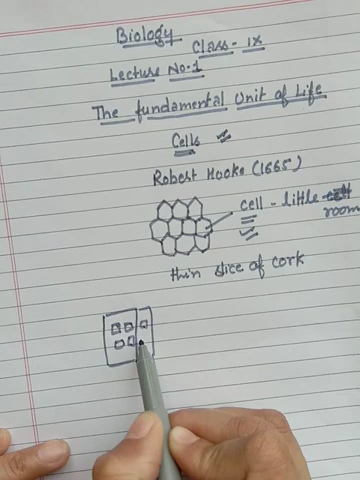 Biology
Class-IX
Lecture No.1
The fundamental Unit of Life
Cells
Robert Hooke (1665)
cell - little
room
thin slice of cork